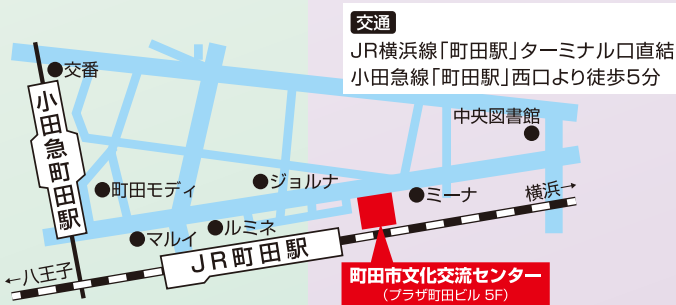 交通
JR横浜線「町田駅」ターミナル口直結
小田急線「町田駅」西口より徒歩5分
交番
小田急町田駅
中央図書館
町田モディ
ジョルナ
ミーナ
横浜→
マルイ
ルミネ
JR町田駅
←八王子
町田市文化交流センター
(プラザ町田ビル 5F)